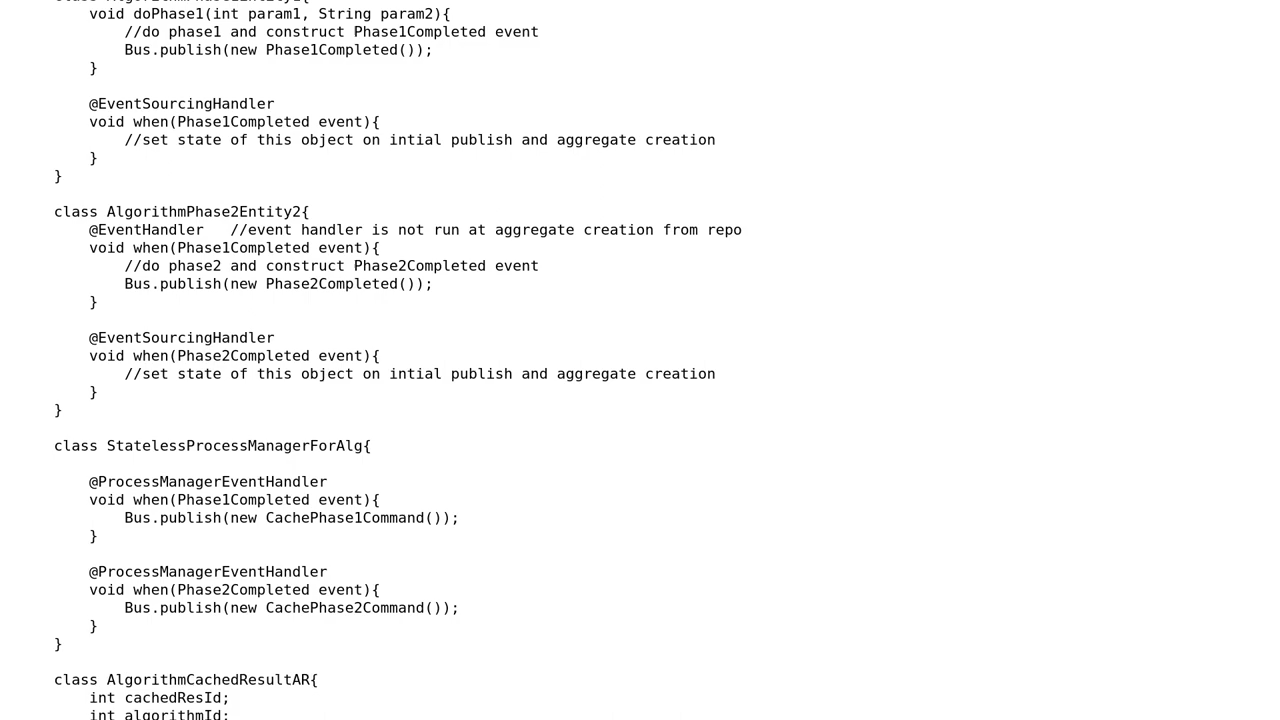 void doPhase1(int param1, String param2){
//do phase1 and construct Phase1Completed event
Bus.publish(new Phase1Completed());
}
@EventSourcingHandler
void when(Phase1Completed event){
//set state of this object on intial publish and aggregate creation
}
}
class AlgorithmPhase2Entity2{
@EventHandler   //event handler is not run at aggregate creation from repo
void when(Phase1Completed event){
//do phase2 and construct Phase2Completed event
Bus.publish(new Phase2Completed());
}
@EventSourcingHandler
void when(Phase2Completed event){
//set state of this object on intial publish and aggregate creation
}
}
class StatelessProcessManagerForAlg{
@ProcessManagerEventHandler
void when(Phase1Completed event){
Bus.publish(new CachePhase1Command());
}
@ProcessManagerEventHandler
void when(Phase2Completed event){
Bus.publish(new CachePhase2Command());
}
}
class AlgorithmCachedResultAR{
int cachedResId;
int algorithmId;